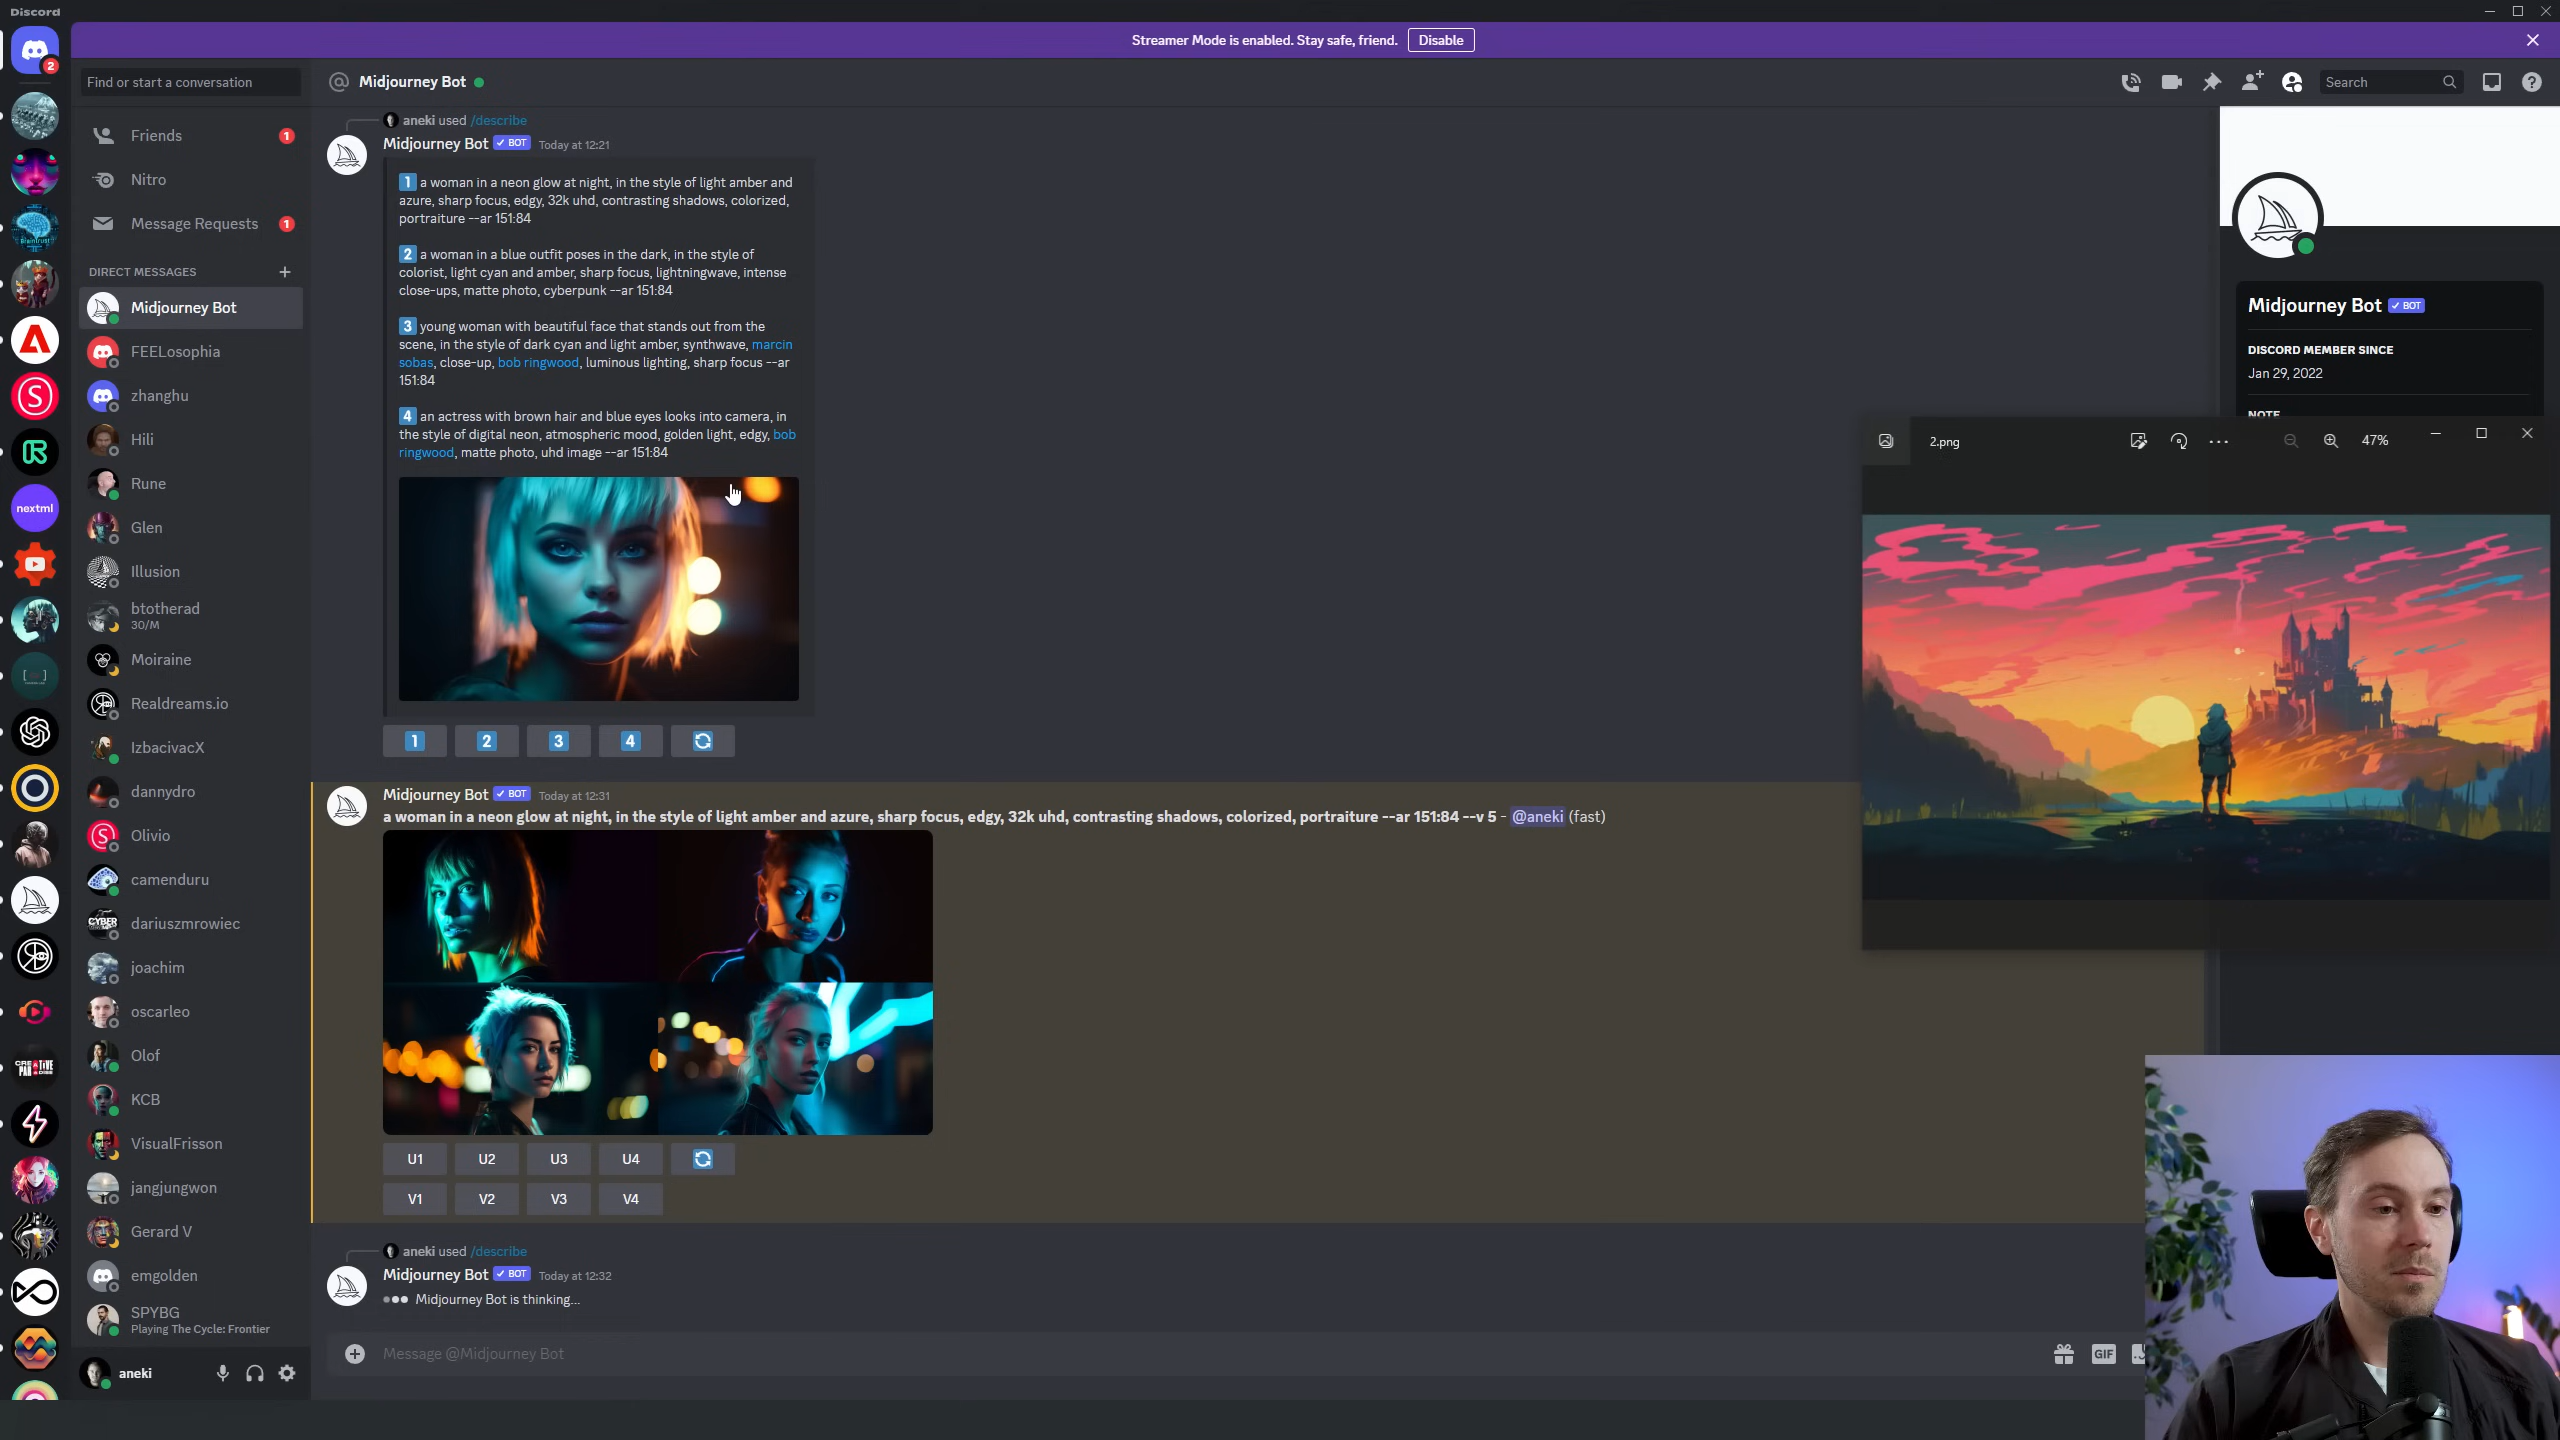 Discord
Streamer Mode is enabled. Stay safe, friend. Disable
2
Find or start a conversation
Friends 1
Nitro
Message Requests 1
DIRECT MESSAGES
Midjourney Bot
FEELosophia
zhanghu
Hili
Rune
Glen
Illusion
btotherad
30/M
Moiraine
Realdreams.io
IzbacivacX
dannydro
Olivio
camenduru
dariuszmrowiec
joachim
oscarleo
Olof
KCB
VisualFrisson
jangjungwon
Gerard V
emgolden
SPYBG
Playing The Cycle: Frontier
aneki
nextml
Midjourney Bot
Search
aneki used /describe
Midjourney Bot BOT Today at 12:21
1 a woman in a neon glow at night, in the style of light amber and
azure, sharp focus, edgy, 32k uhd, contrasting shadows, colorized,
portraiture --ar 151:84
2 a woman in a blue outfit poses in the dark, in the style of
colorist, light cyan and amber, sharp focus, lightningwave, intense
close-ups, matte photo, cyberpunk --ar 151:84
3 young woman with beautiful face that stands out from the
scene, in the style of dark cyan and light amber, synthwave, marcin
sobas, close-up, bob ringwood, luminous lighting, sharp focus --ar
151:84
4 an actress with brown hair and blue eyes looks into camera, in
the style of digital neon, atmospheric mood, golden light, edgy, bob
ringwood, matte photo, uhd image --ar 151:84
1 2 3 4
Midjourney Bot BOT Today at 12:31
a woman in a neon glow at night, in the style of light amber and azure, sharp focus, edgy, 32k uhd, contrasting shadows, colorized, portraiture --ar 151:84 --v 5 - @aneki (fast)
U1 U2 U3 U4
V1 V2 V3 V4
aneki used /describe
Midjourney Bot BOT Today at 12:32
Midjourney Bot is thinking...
Message @Midjourney Bot
GIF
Midjourney Bot BOT
DISCORD MEMBER SINCE
Jan 29, 2022
NOTE
2.png
47%